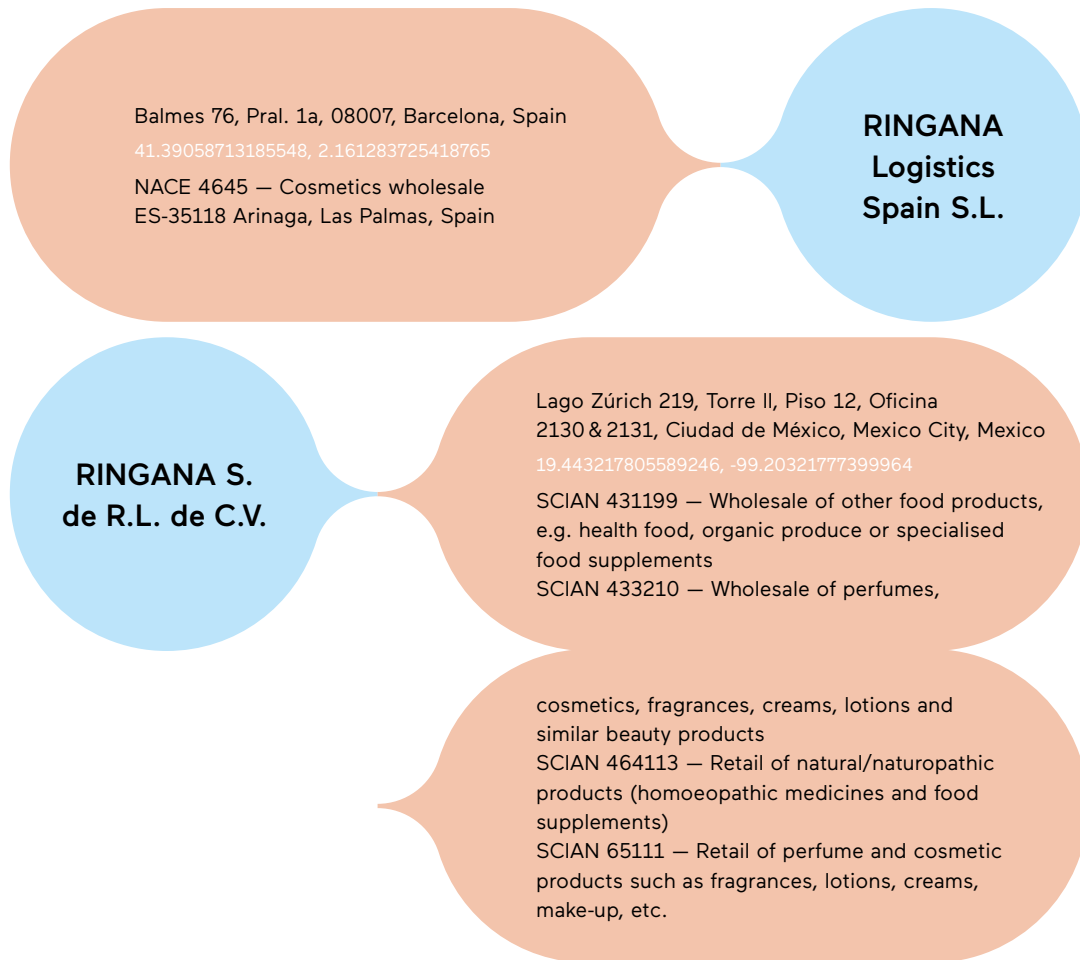 Balmes 76, Pral. 1a, 08007, Barcelona, Spain
41.39058713185548, 2.161283725418765
NACE 4645 — Cosmetics wholesale
ES-35118 Arinaga, Las Palmas, Spain
RINGANA
Logistics
Spain S.L.
RINGANA S.
de R.L. de C.V.
Lago Zúrich 219, Torre II, Piso 12, Oficina
2130 & 2131, Ciudad de México, Mexico City, Mexico
19.443217805589246, -99.20321777399964
SCIAN 431199 — Wholesale of other food products,
e.g. health food, organic produce or specialised
food supplements
SCIAN 433210 — Wholesale of perfumes,
cosmetics, fragrances, creams, lotions and
similar beauty products
SCIAN 464113 — Retail of natural/naturopathic
products (homoeopathic medicines and food
supplements)
SCIAN 65111 — Retail of perfume and cosmetic
products such as fragrances, lotions, creams,
make-up, etc.